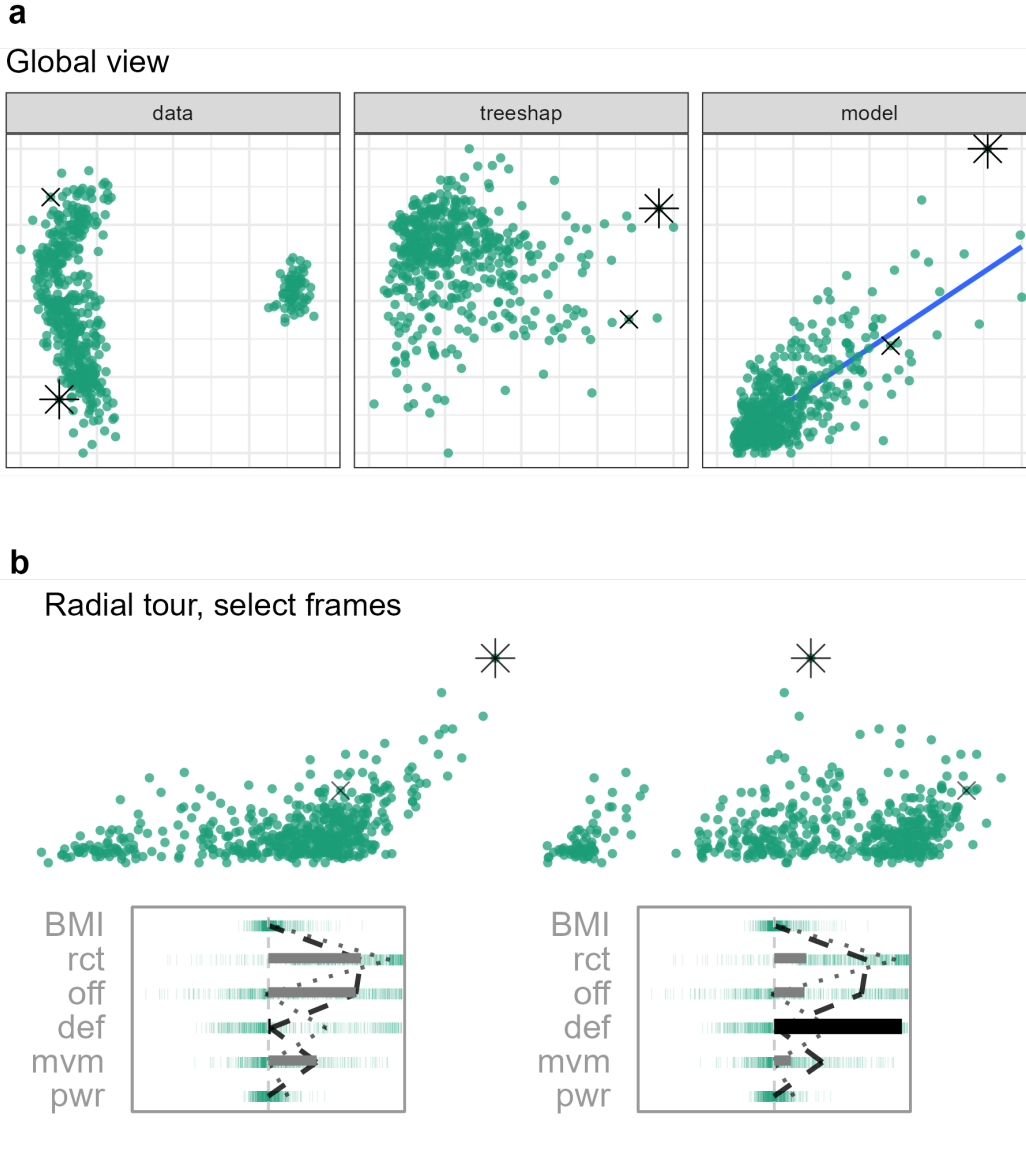 a
Global view
data treeshap model
b
Radial tour, select frames
BMI BMI
rct rct
off off
def def
mvm mvm
pwr pwr